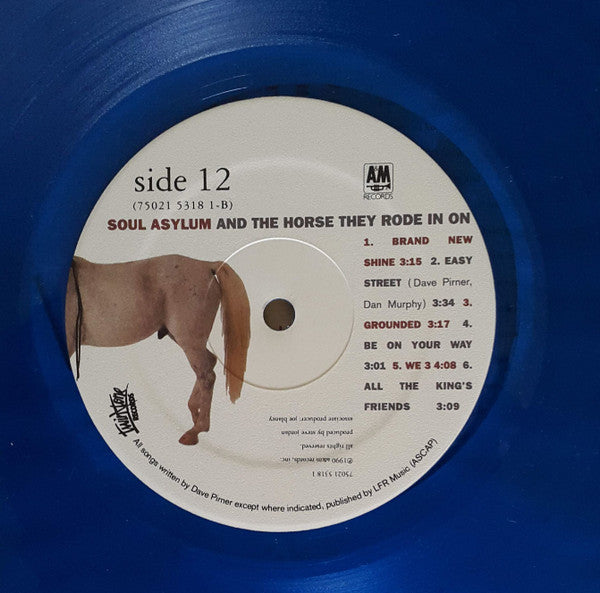 side 12
(75021 5318 1-B)
A&M
RECORDS
SOUL ASYLUM AND THE HORSE THEY RODE IN ON
1. BRAND NEW
SHINE 3:15 2. EASY
STREET (Dave Pirner,
Dan Murphy) 3:34 3.
GROUNDED 3:17 4.
BE ON YOUR WAY
3:01 5. WE 3 4:08 6.
ALL THE KING'S
FRIENDS 3:09
Twin/Tone
RECORDS
75021 5318 1
℗1990 a&m records, inc.
all rights reserved.
produced by steve jordan
associate producer: joe blaney
All songs written by Dave Pirner except where indicated, published by LFR Music (ASCAP)